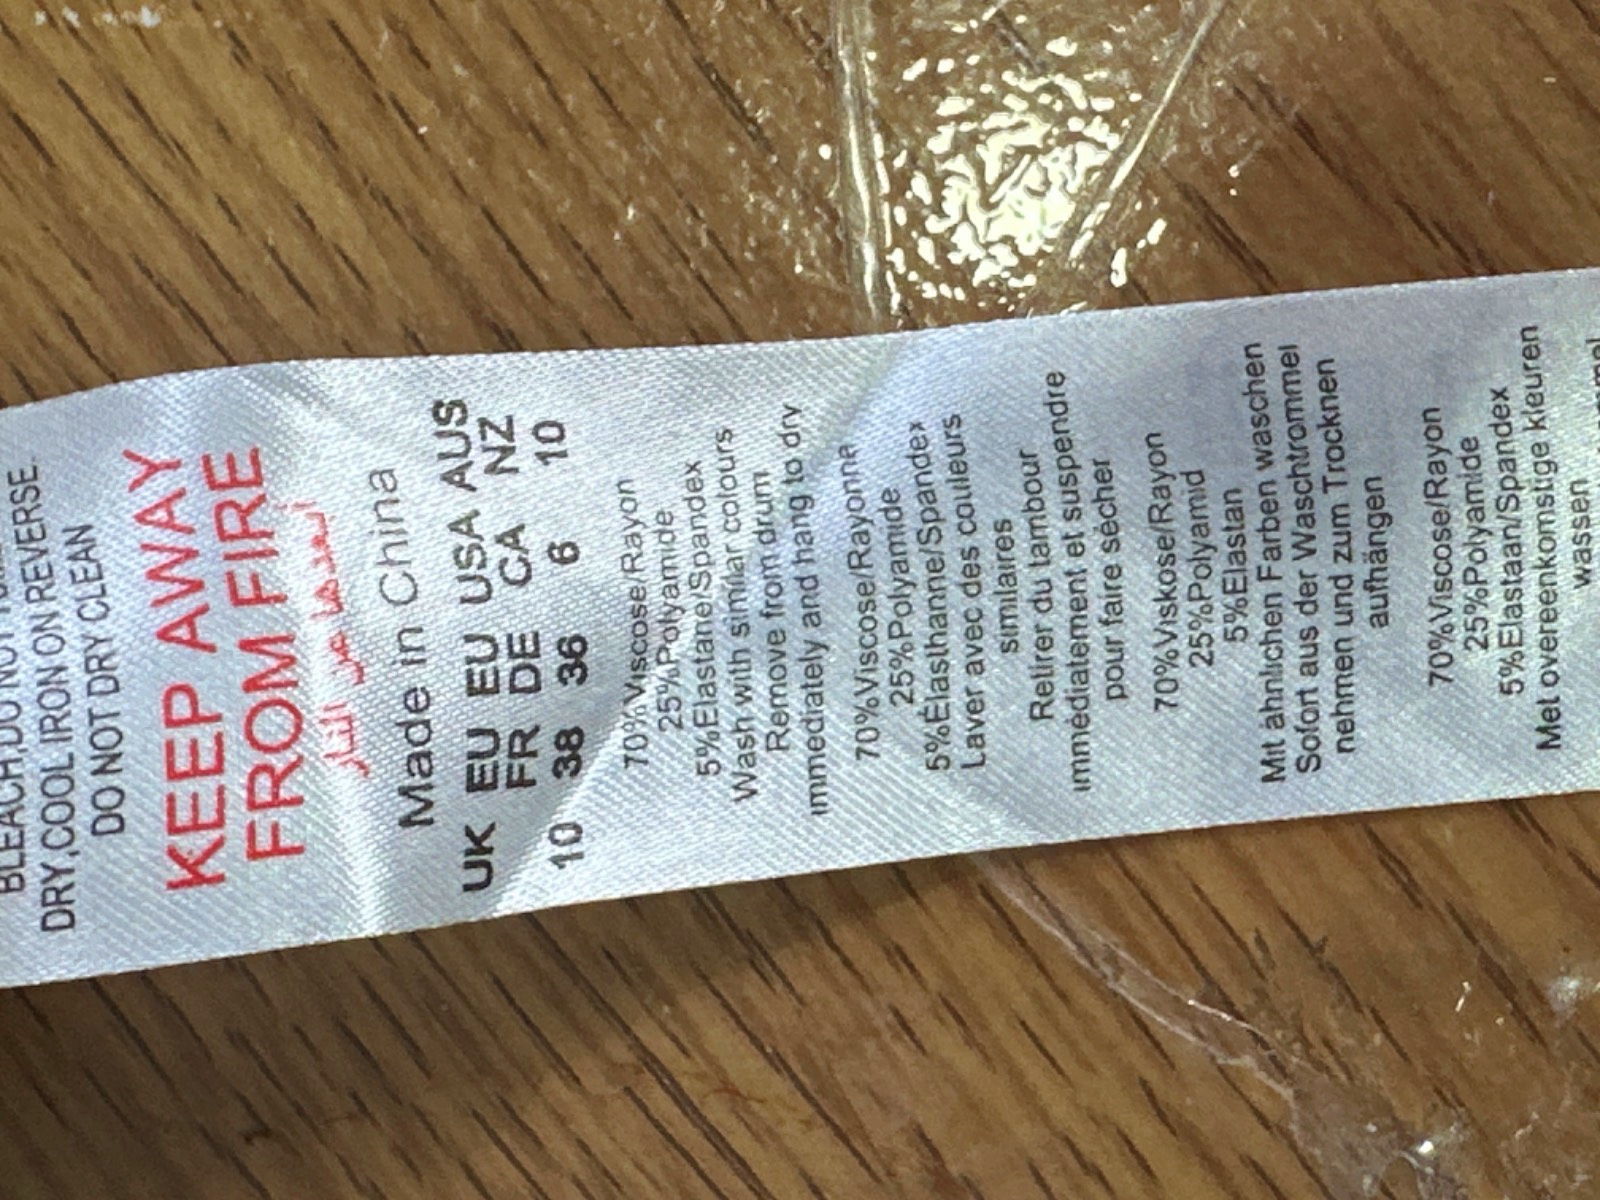 BLEACH,DO NOT
DRY,COOL IRON ON REVERSE.
DO NOT DRY CLEAN
KEEP AWAY
FROM FIRE
أبعدها عن النار
Made in China
UK EU EU USA AUS
FR DE CA NZ
10 38 36 6 10
70%Viscose/Rayon
25%Polyamide
5%Elastane/Spandex
Wash with similar colours
Remove from drum
immediately and hang to dry
70%Viscose/Rayonne
25%Polyamide
5%Élasthanne/Spandex
Laver avec des couleurs
similaires
Retirer du tambour
immédiatement et suspendre
pour faire sécher
70%Viskose/Rayon
25%Polyamid
5%Elastan
Mit ähnlichen Farben waschen
Sofort aus der Waschtrommel
nehmen und zum Trocknen
aufhängen
70%Viscose/Rayon
25%Polyamide
5%Elastaan/Spandex
Met overeenkomstige kleuren
wassen